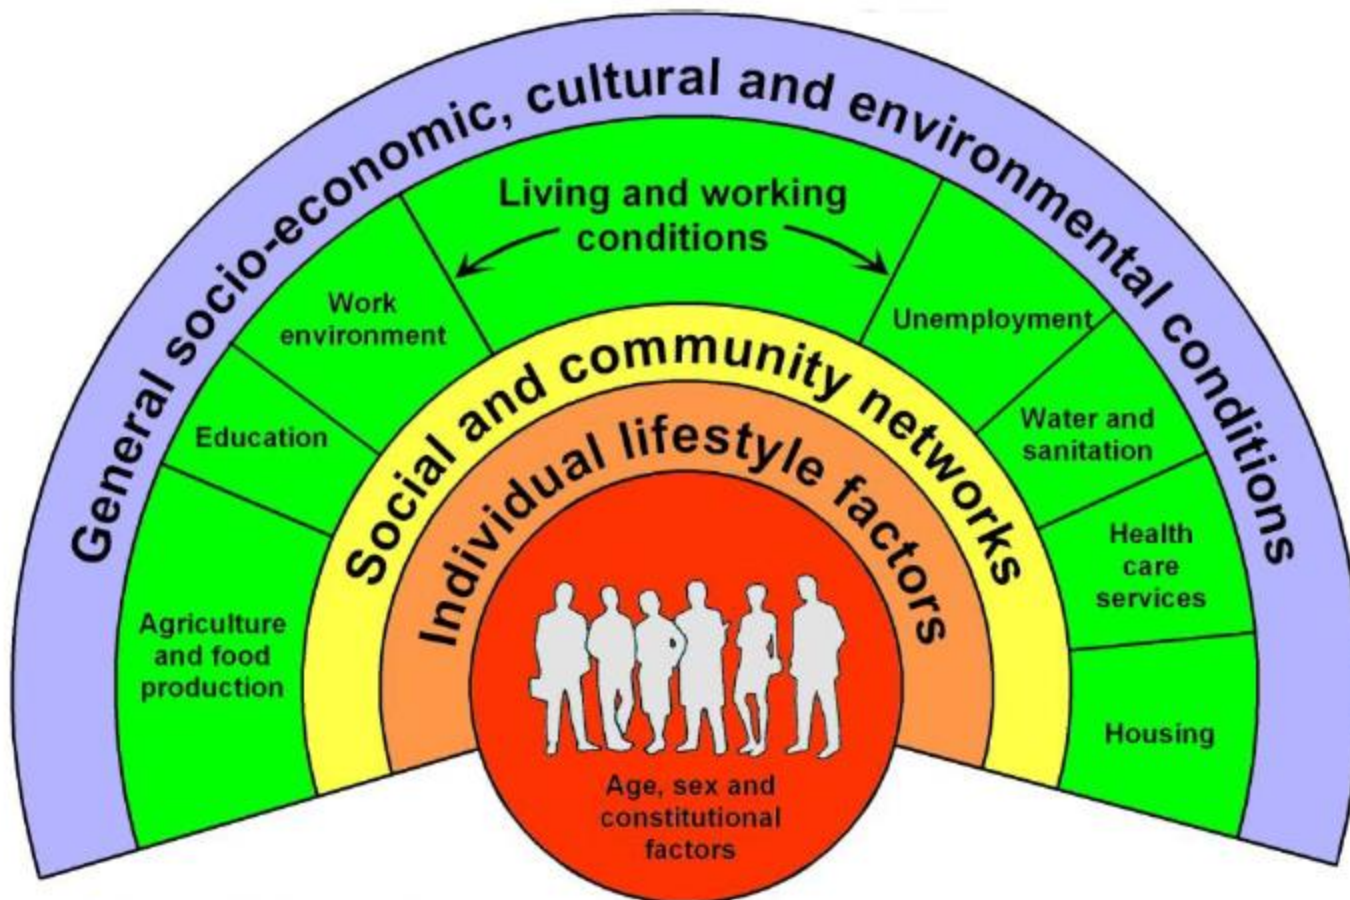 General socio-economic, cultural and environmental conditions
Living and working
conditions
Work
environment
Unemployment
Education
Water and
sanitation
Agriculture
and food
production
Health
care
services
Housing
Social and community networks
Individual lifestyle factors
Age, sex and
constitutional
factors